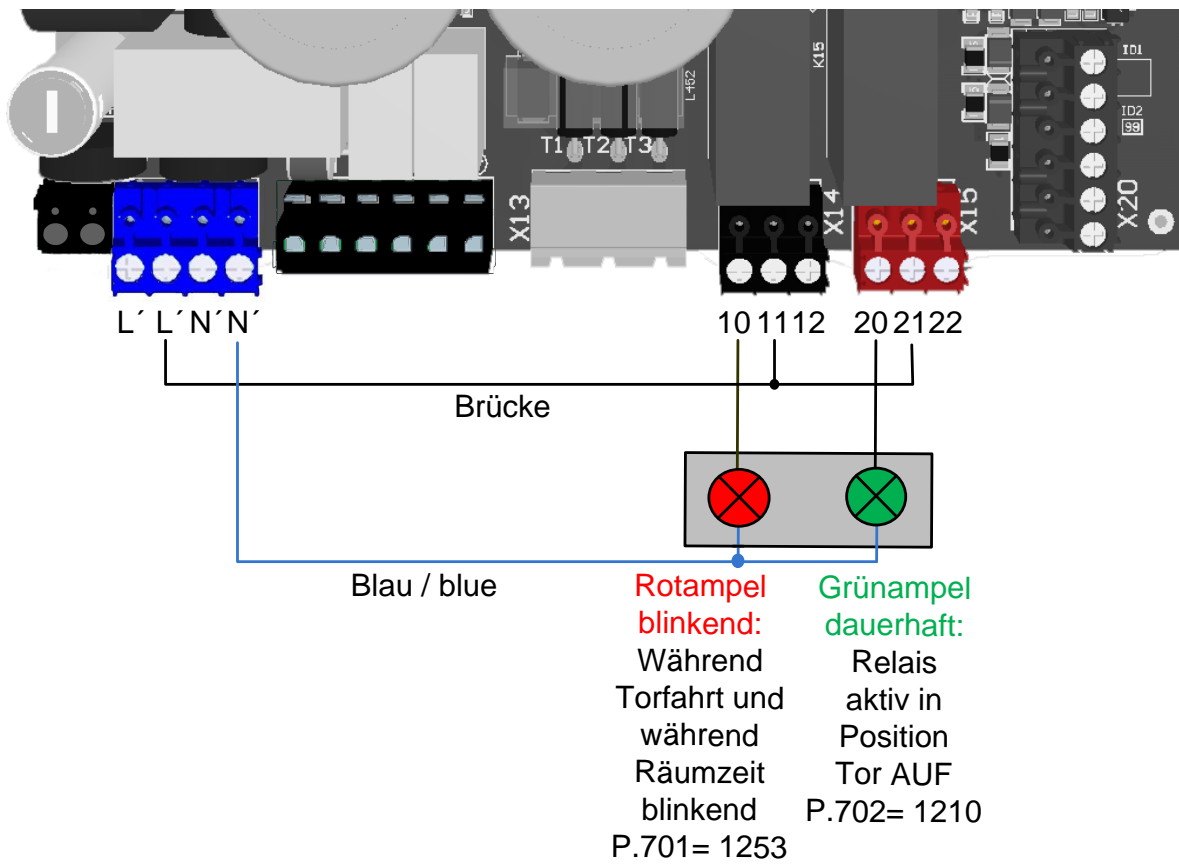 K15
L452
ID1
ID2
98
T1 T2 T3
X13
X14
X15
X20
L´ L´ N´ N´
10 11 12
20 21 22
Brücke
Blau / blue
Rotampel
blinkend:
Während
Torfahrt und
während
Räumzeit
blinkend
P.701= 1253
Grünampel
dauerhaft:
Relais
aktiv in
Position
Tor AUF
P.702= 1210